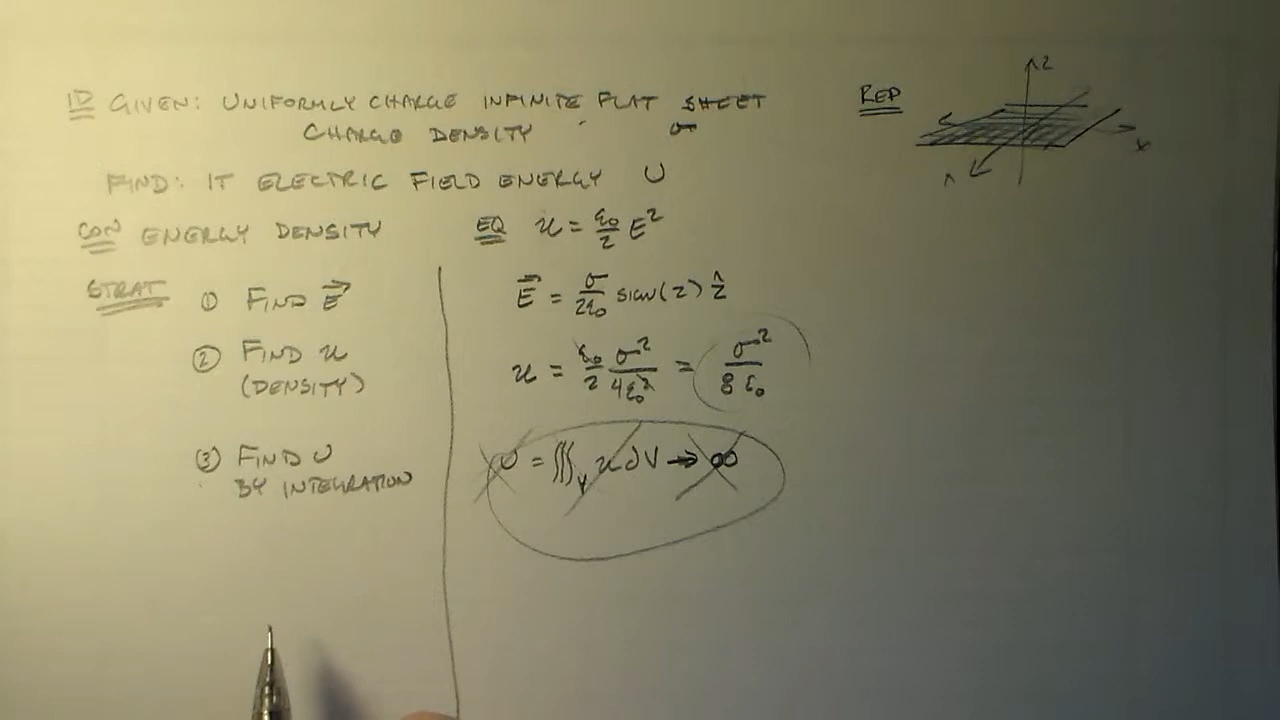 ID GIVEN: UNIFORMLY CHARGE INFINITE FLAT SHEET
CHARGE DENSITY σ
REP
z
x
FIND: IT ELECTRIC FIELD ENERGY U
CON ENERGY DENSITY
EQ u = ε₀/2 E²
STRAT ① FIND E⃗
E⃗ = σ/2ε₀ SIGN(z) ẑ
② FIND u
(DENSITY)
u = ε₀/2 σ²/4ε₀² = σ²/8ε₀
③ FIND U
BY INTEGRATION
U = ∭_V u dV → ∞